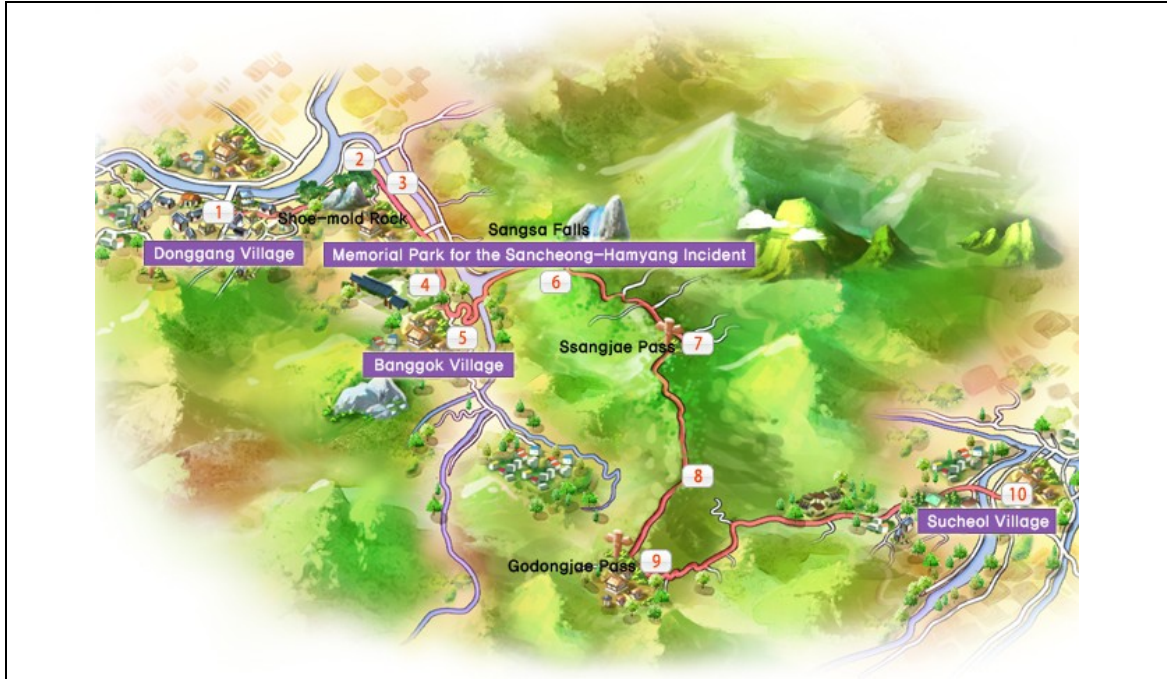 2
3
1
Shoe-mold Rock
Sangsa Falls
Donggang Village
Memorial Park for the Sancheong-Hamyang Incident
4
6
5
Ssangjae Pass
7
Banggok Village
8
10
Sucheol Village
Godongjae Pass
9